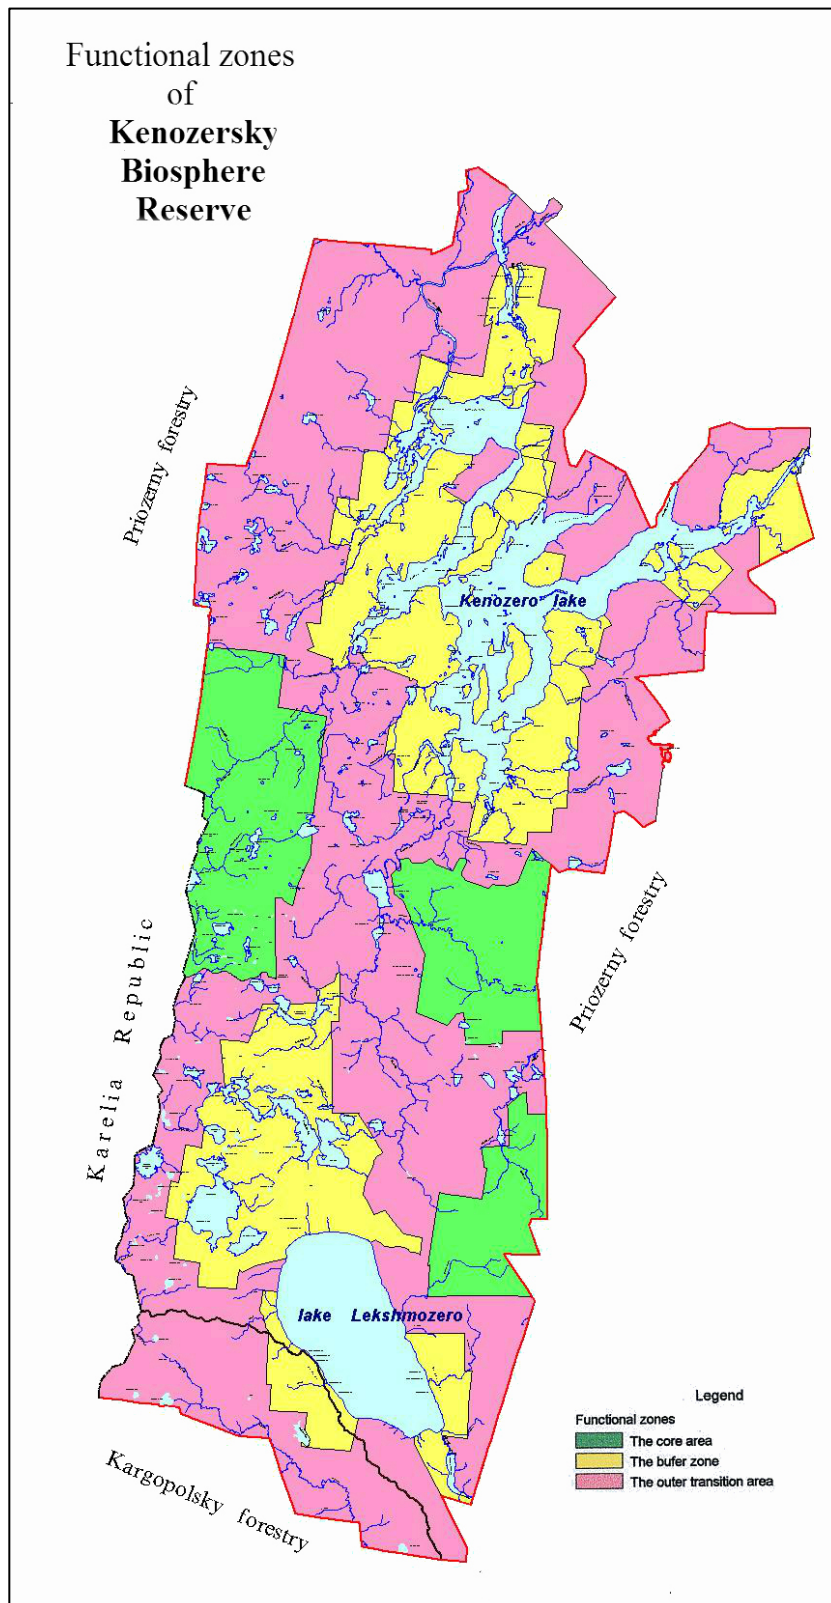 Functional zones
of
Kenozersky
Biosphere
Reserve
Priozerny forestry
Kenozero lake
Priozerny forestry
Karelia Republic
lake Lekshmozero
Kargopolsky forestry
Legend
Functional zones
The core area
The bufer zone
The outer transition area